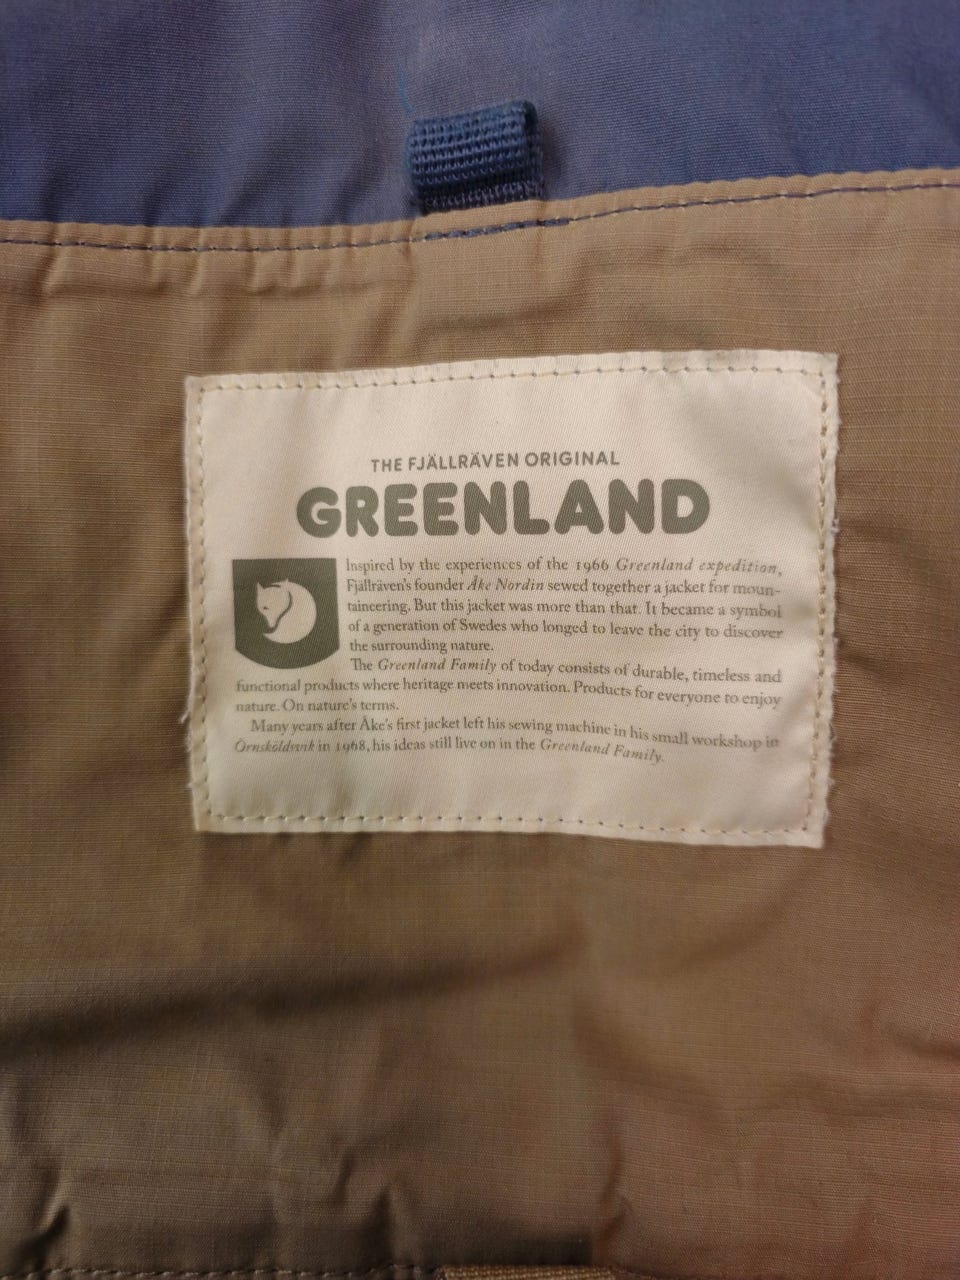 THE FJÄLLRÄVEN ORIGINAL
GREENLAND
Inspired by the experiences of the 1966 Greenland expedition,
Fjällräven's founder Åke Nordin sewed together a jacket for moun-
taineering. But this jacket was more than that. It became a symbol
of a generation of Swedes who longed to leave the city to discover
the surrounding nature.
The Greenland Family of today consists of durable, timeless and
functional products where heritage meets innovation. Products for everyone to enjoy
nature. On nature's terms.
Many years after Åke's first jacket left his sewing machine in his small workshop in
Örnsköldsvik in 1968, his ideas still live on in the Greenland Family.